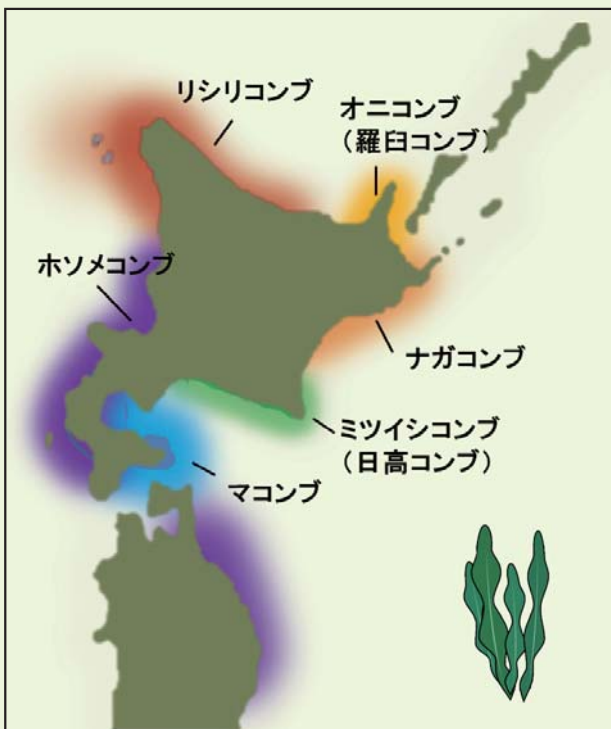 リシリコンブ
オニコンブ
（羅臼コンブ）
ホソメコンブ
ナガコンブ
ミツイシコンブ
（日高コンブ）
マコンブ